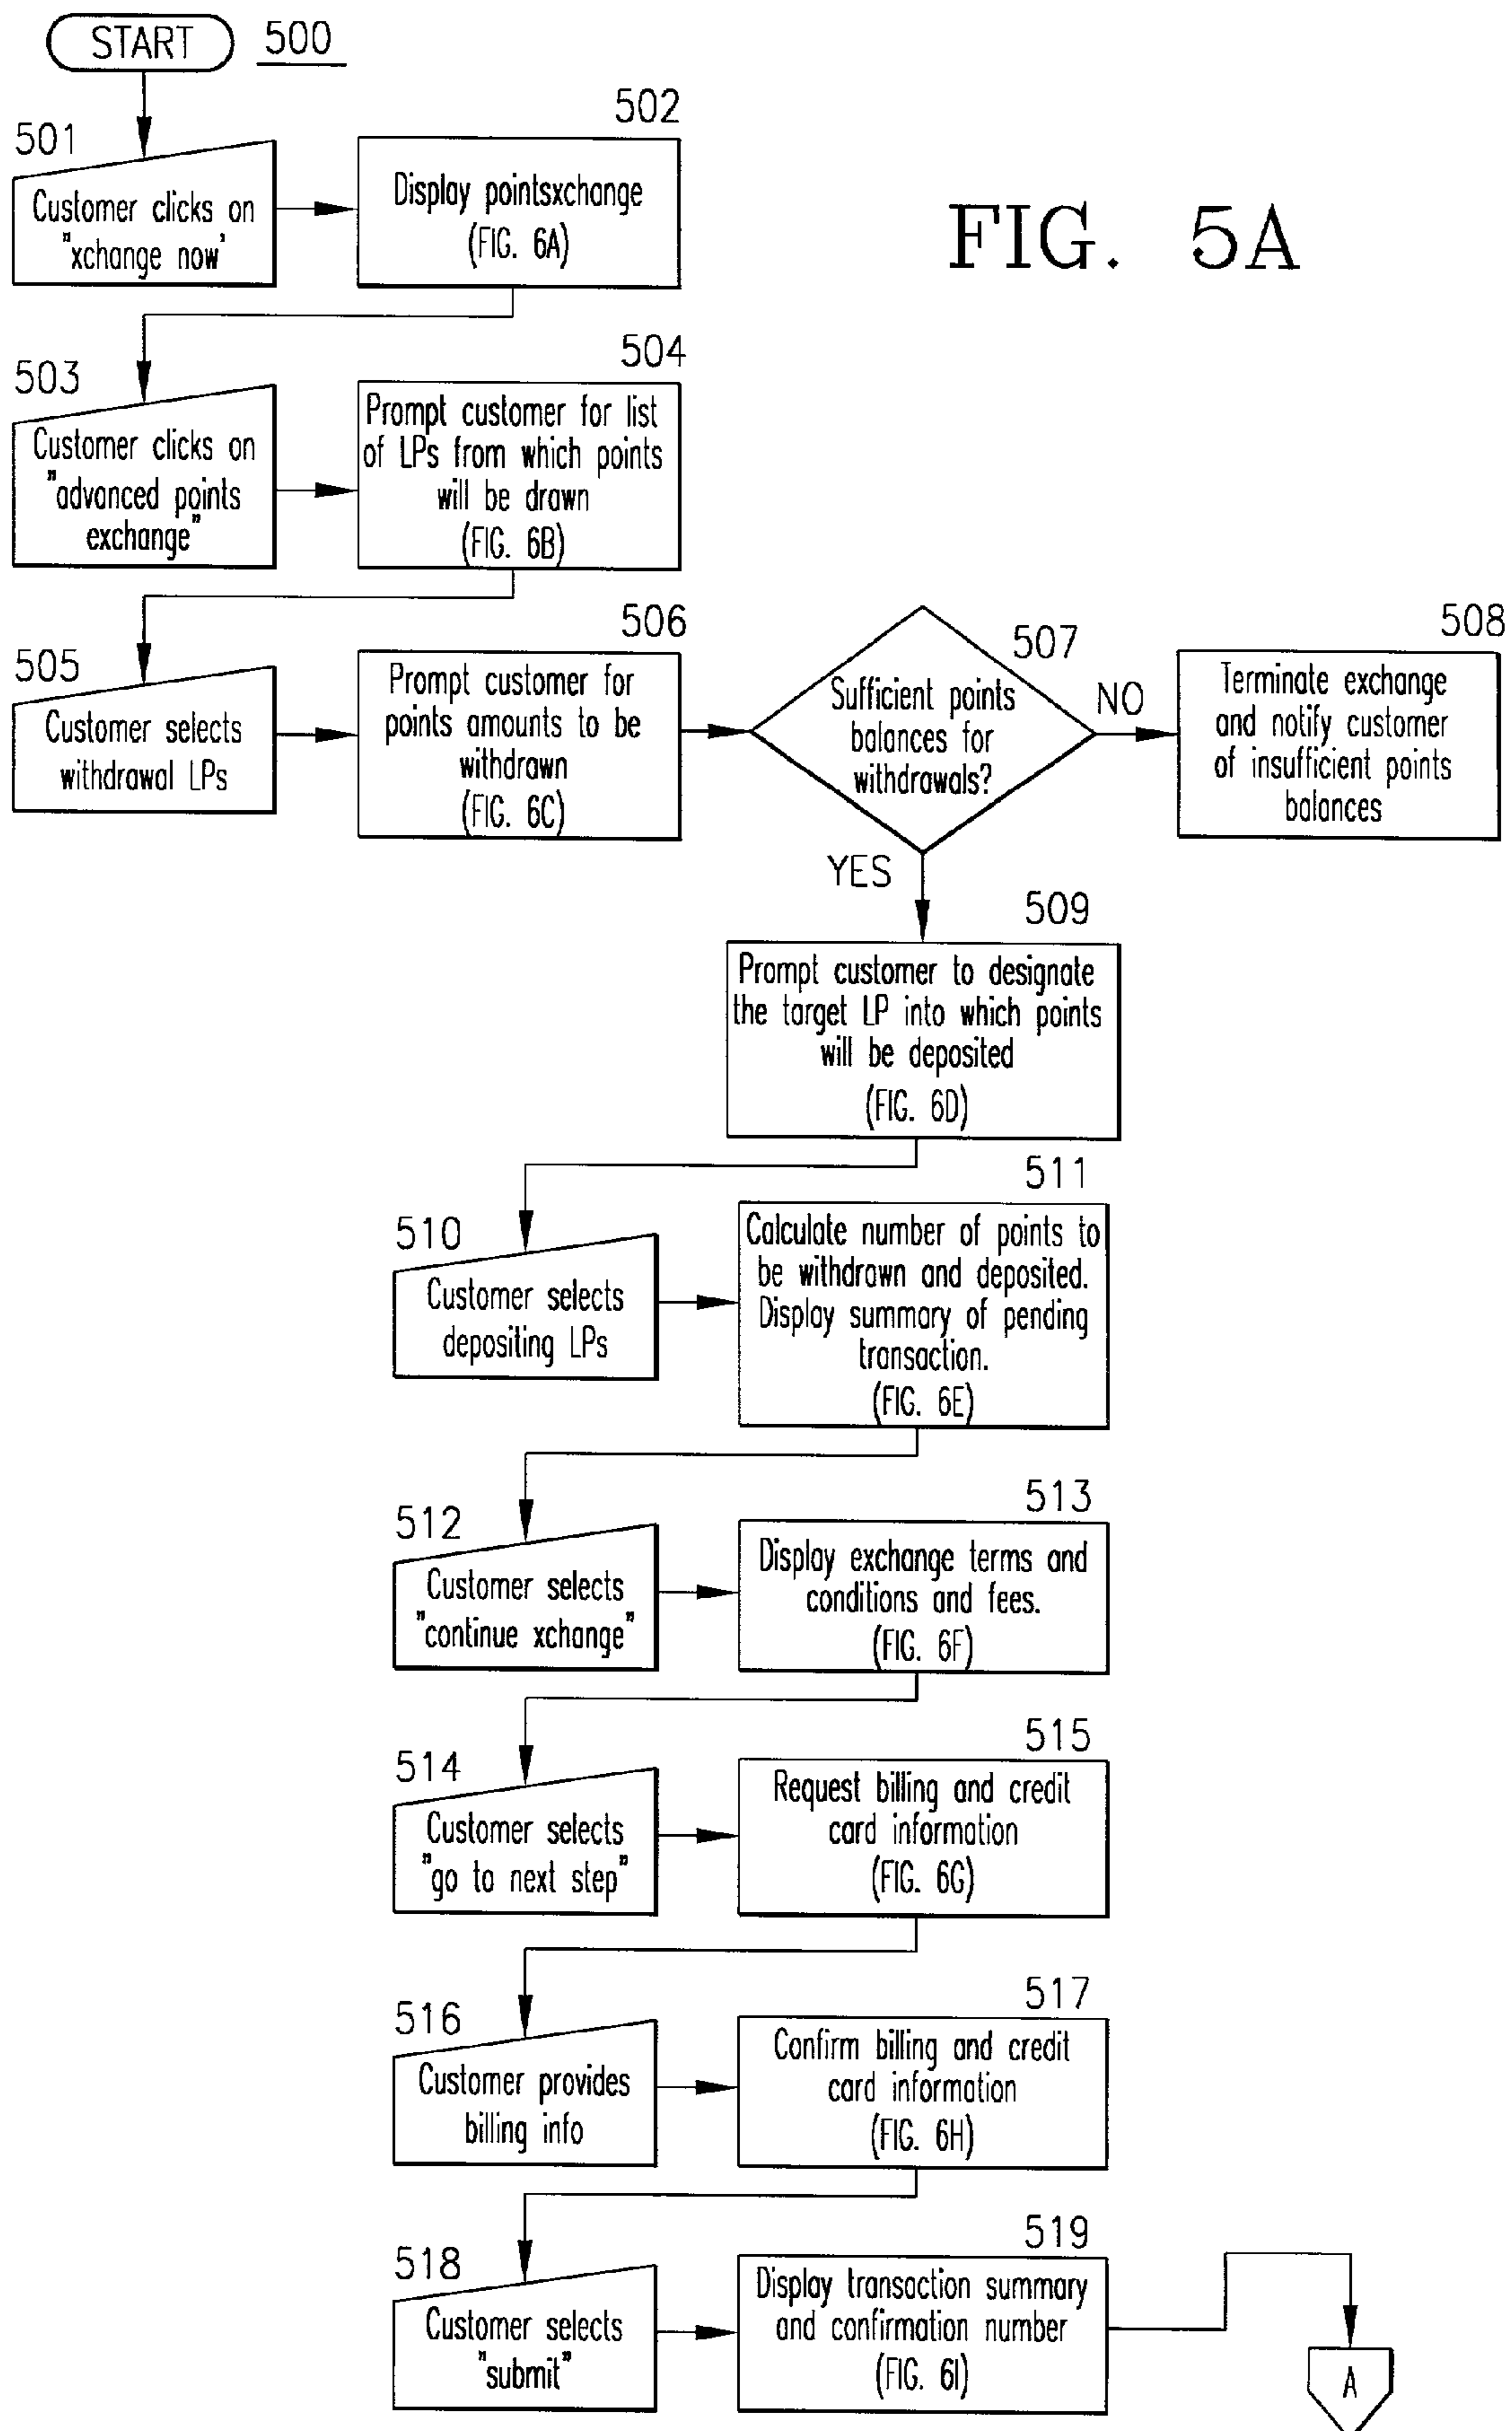 START
500
501
Customer clicks on
"xchange now'
502
Display pointsxchange
(FIG. 6A)
FIG. 5A
503
Customer clicks on
"advanced points
exchange"
504
Prompt customer for list
of LPs from which points
will be drawn
(FIG. 6B)
505
Customer selects
withdrawal LPs
506
Prompt customer for
points amounts to be
withdrawn
(FIG. 6C)
507
Sufficient points
balances for
withdrawals?
NO
508
Terminate exchange
and notify customer
of insufficient points
balances
YES
509
Prompt customer to designate
the target LP into which points
will be deposited
(FIG. 6D)
510
Customer selects
depositing LPs
511
Calculate number of points to
be withdrawn and deposited.
Display summary of pending
transaction.
(FIG. 6E)
512
Customer selects
"continue xchange"
513
Display exchange terms and
conditions and fees.
(FIG. 6F)
514
Customer selects
"go to next step"
515
Request billing and credit
card information
(FIG. 6G)
516
Customer provides
billing info
517
Confirm billing and credit
card information
(FIG. 6H)
518
Customer selects
"submit"
519
Display transaction summary
and confirmation number
(FIG. 6I)
A